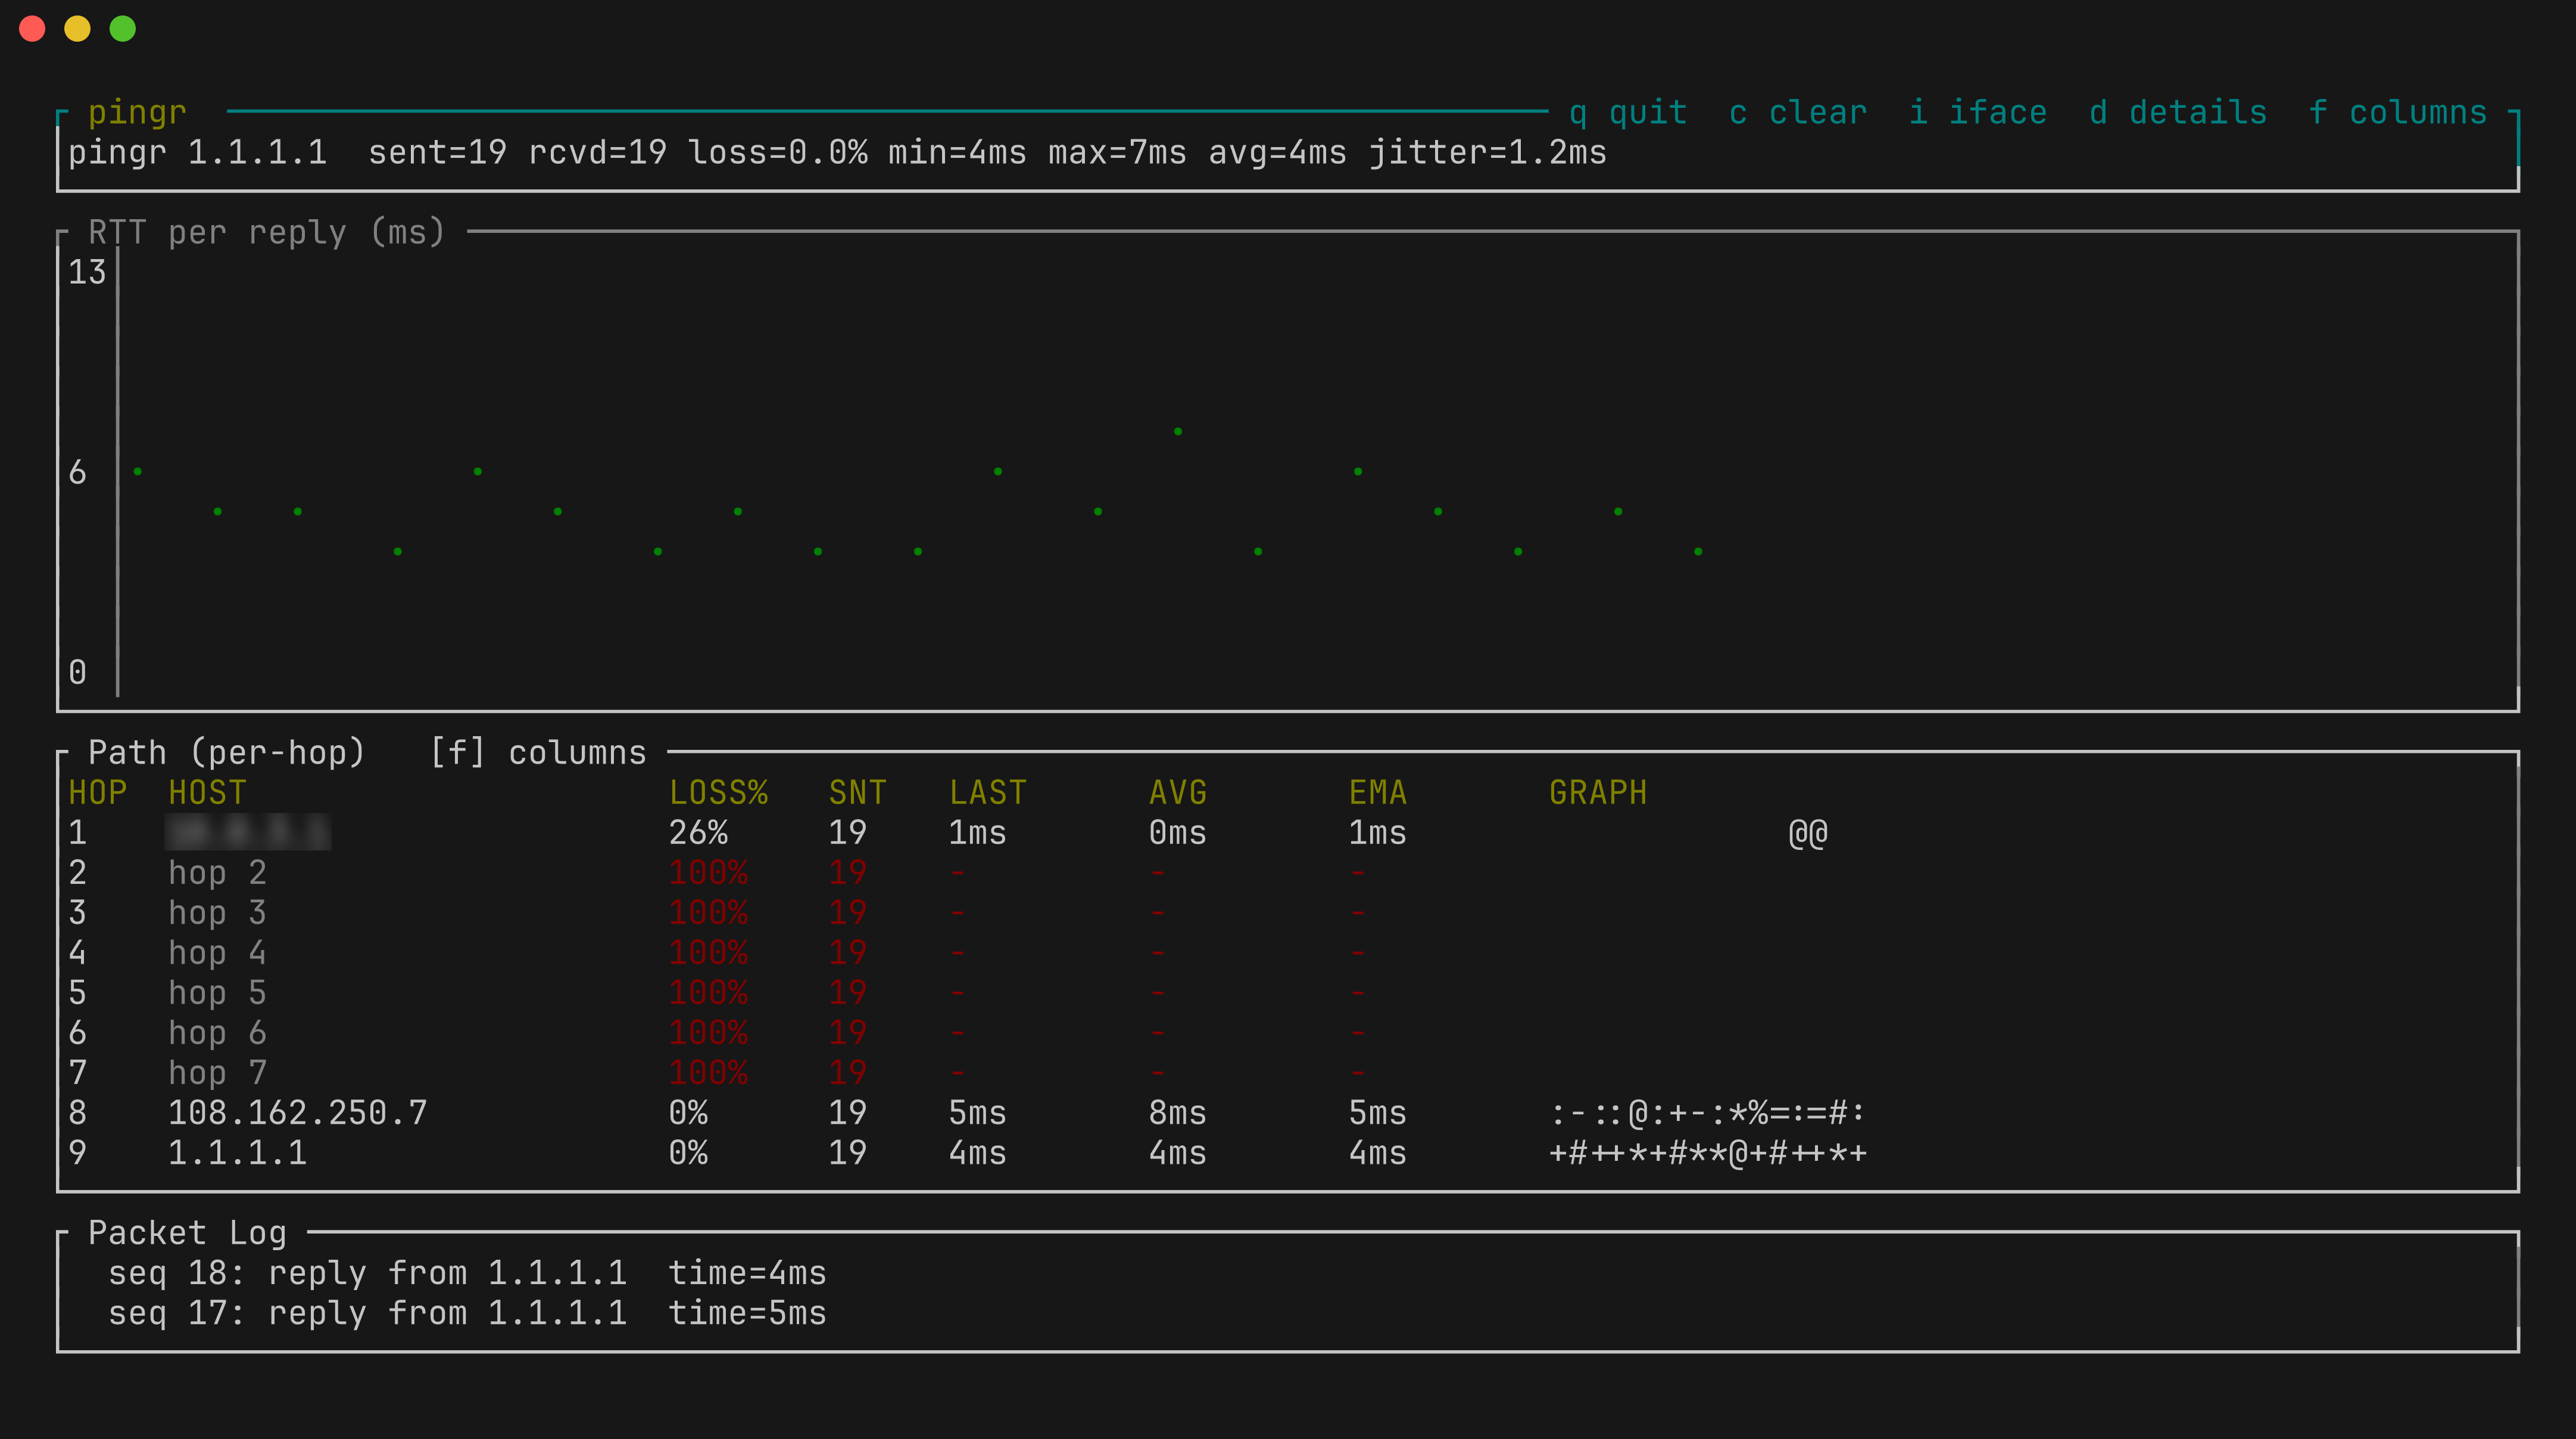 pingr q quit c clear i iface d details f columns
pingr 1.1.1.1 sent=19 rcvd=19 loss=0.0% min=4ms max=7ms avg=4ms jitter=1.2ms
RTT per reply (ms)
13
6
0
Path (per-hop) [f] columns
HOP HOST LOSS% SNT LAST AVG EMA GRAPH
1 26% 19 1ms 0ms 1ms @@
2 hop 2 100% 19 - - -
3 hop 3 100% 19 - - -
4 hop 4 100% 19 - - -
5 hop 5 100% 19 - - -
6 hop 6 100% 19 - - -
7 hop 7 100% 19 - - -
8 108.162.250.7 0% 19 5ms 8ms 5ms :-::@:+-:*%=:=#:
9 1.1.1.1 0% 19 4ms 4ms 4ms +#++*+#**@+#++*+
Packet Log
seq 18: reply from 1.1.1.1 time=4ms
seq 17: reply from 1.1.1.1 time=5ms